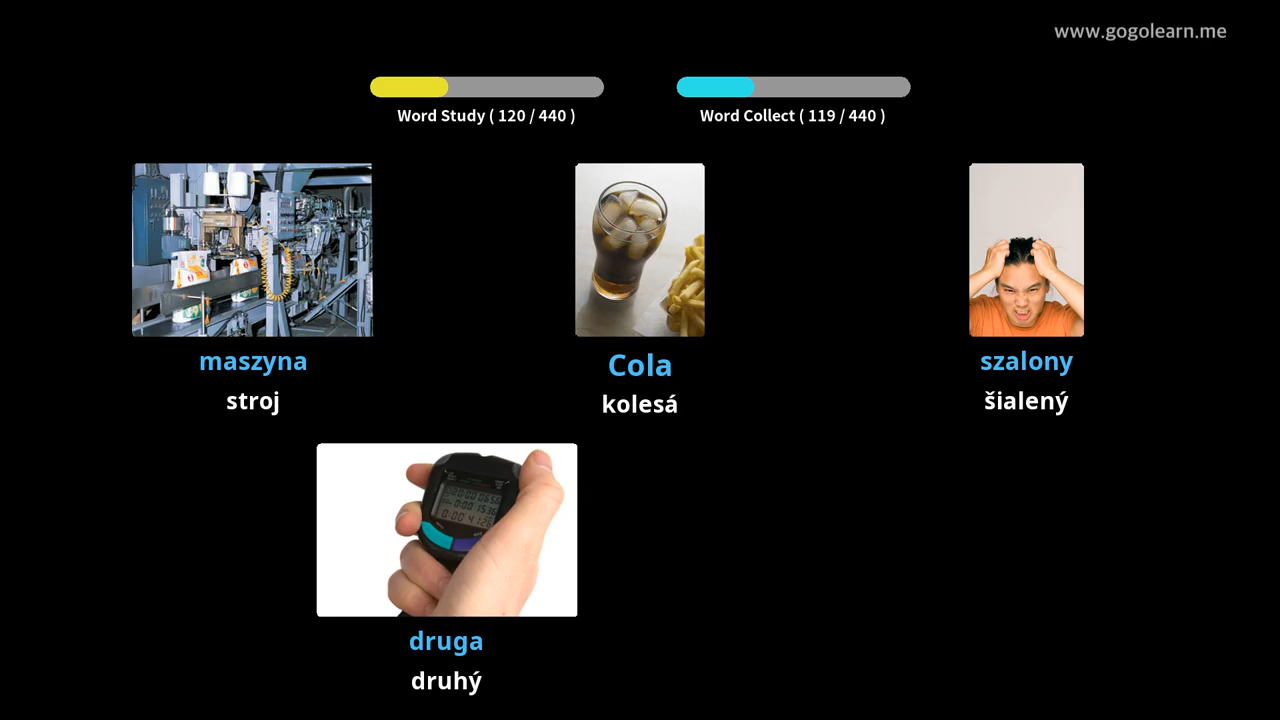 www.gogolearn.me
Word Study ( 120 / 440 )
Word Collect ( 119 / 440 )
maszyna
stroj
Cola
kolesá
szalony
šialený
druga
druhý